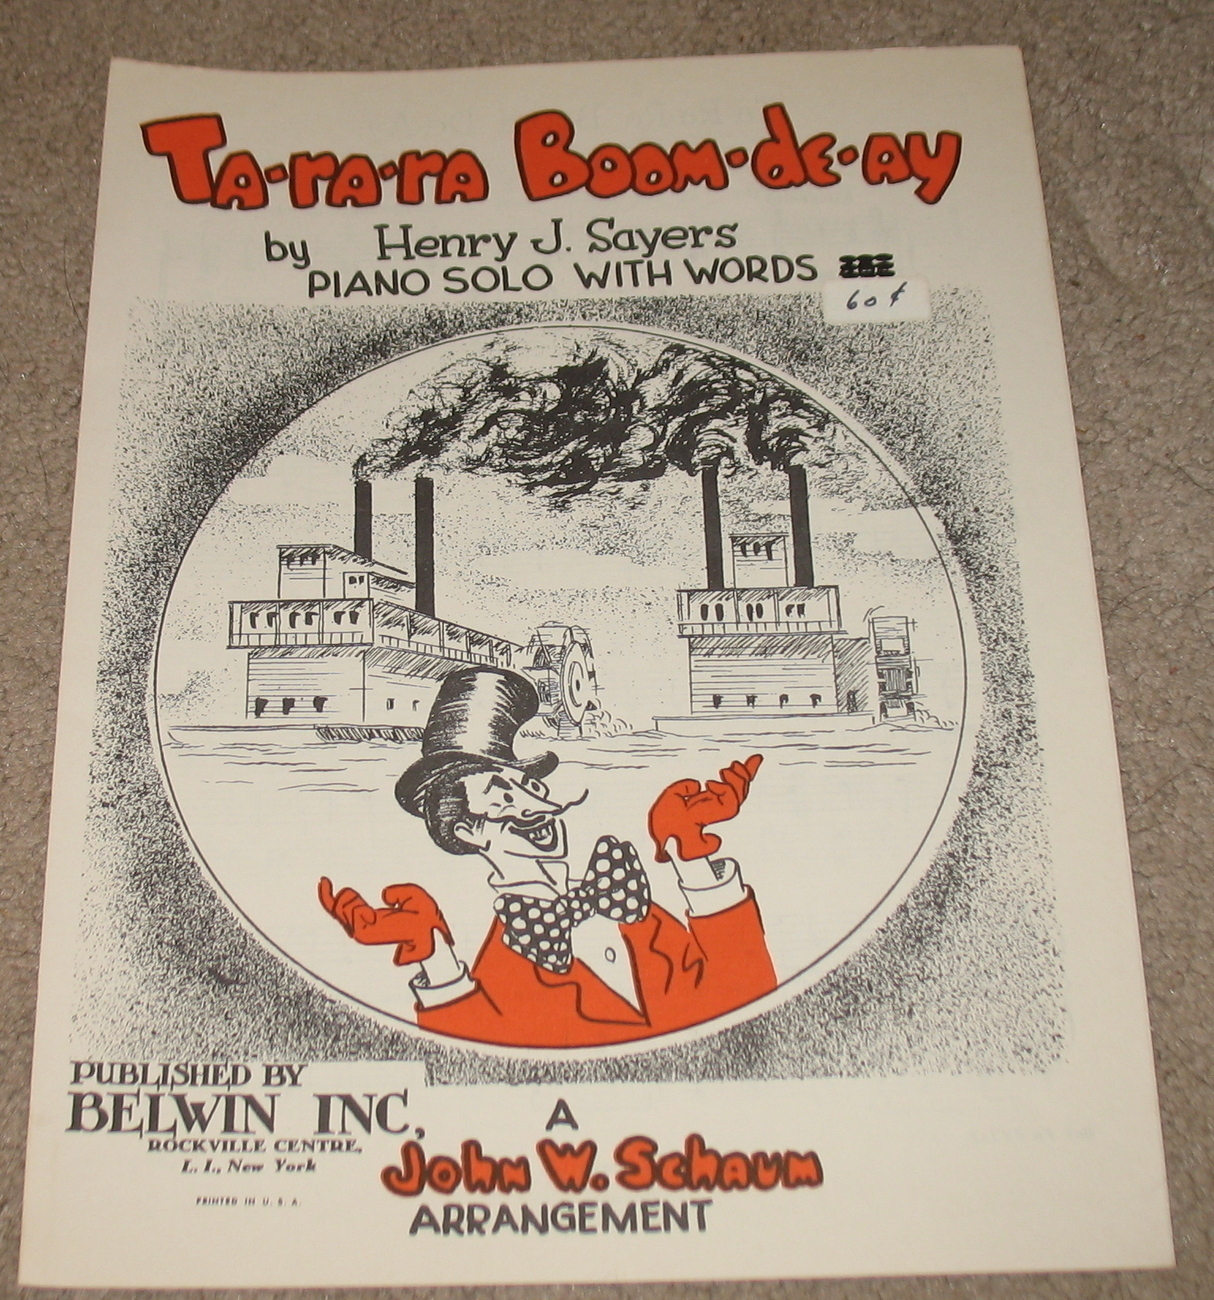 Ta-ra-ra Boom-de-ay
by Henry J. Sayers
PIANO SOLO WITH WORDS
60¢
PUBLISHED BY
BELWIN INC,
ROCKVILLE CENTRE,
L. I., New York
PRINTED IN U. S. A.
A
John W. Schaum
ARRANGEMENT